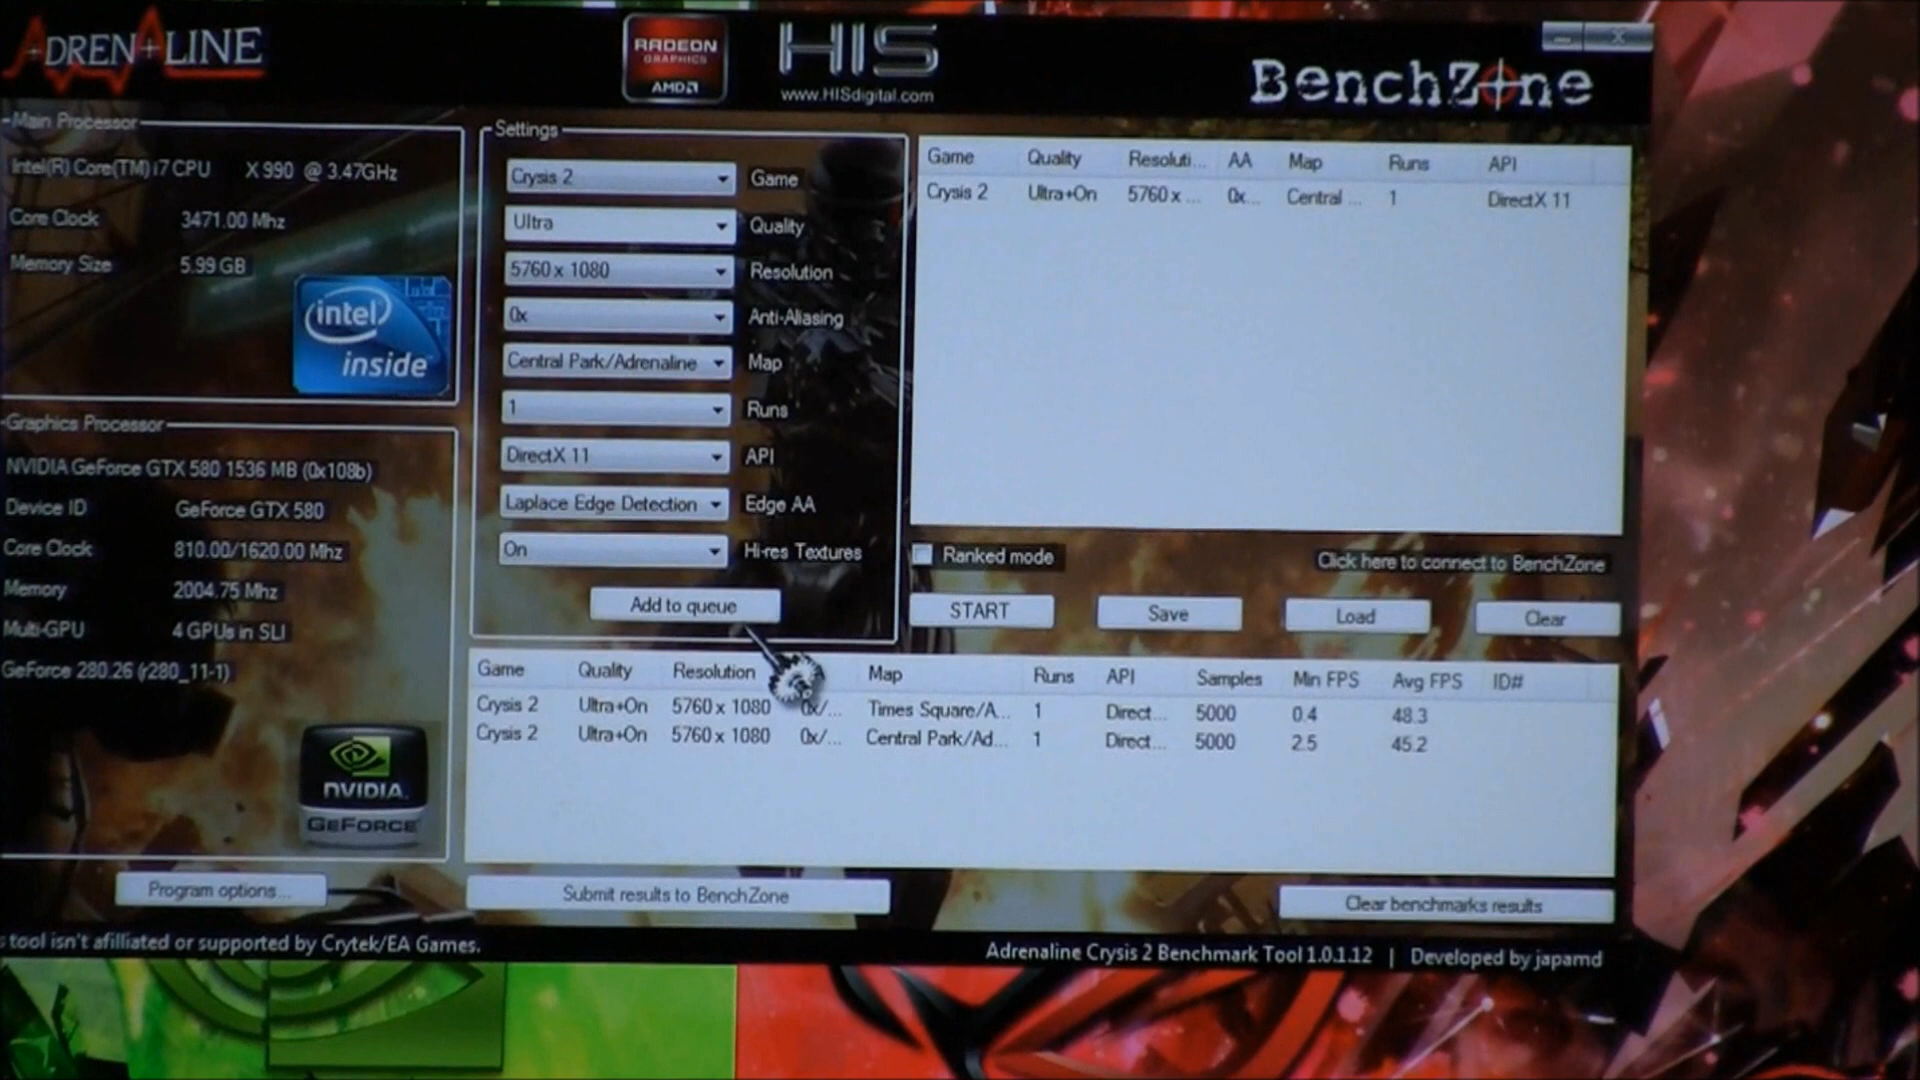 ADRENALINE
RADEON
GRAPHICS
AMD
HIS
www.HISdigital.com
BenchZone
Main Processor
Intel(R) Core(TM) i7 CPU X 990 @ 3.47GHz
Core Clock 3471.00 Mhz
Memory Size 5.99 GB
intel
inside
Graphics Processor
NVIDIA GeForce GTX 580 1536 MB (0x108b)
Device ID GeForce GTX 580
Core Clock 810.00/1620.00 Mhz
Memory 2004.75 Mhz
Multi-GPU 4 GPUs in SLI
GeForce 280.26 (r280_11-1)
NVIDIA.
GEFORCE
Program options...
Settings
Crysis 2 Game
Ultra Quality
5760 x 1080 Resolution
0x Anti-Aliasing
Central Park/Adrenaline Map
1 Runs
DirectX 11 API
Laplace Edge Detection Edge AA
On Hi-res Textures
Add to queue
Game Quality Resoluti... AA Map Runs API
Crysis 2 Ultra+On 5760 x ... 0x... Central ... 1 DirectX 11
Ranked mode
Click here to connect to BenchZone
START Save Load Clear
Game Quality Resolution Map Runs API Samples Min FPS Avg FPS ID#
Crysis 2 Ultra+On 5760 x 1080 0x/... Times Square/A... 1 Direct... 5000 0.4 48.3
Crysis 2 Ultra+On 5760 x 1080 0x/... Central Park/Ad... 1 Direct... 5000 2.5 45.2
Submit results to BenchZone
Clear benchmarks results
tool isn't afilliated or supported by Crytek/EA Games.
Adrenaline Crysis 2 Benchmark Tool 1.0.1.12 | Developed by japamd